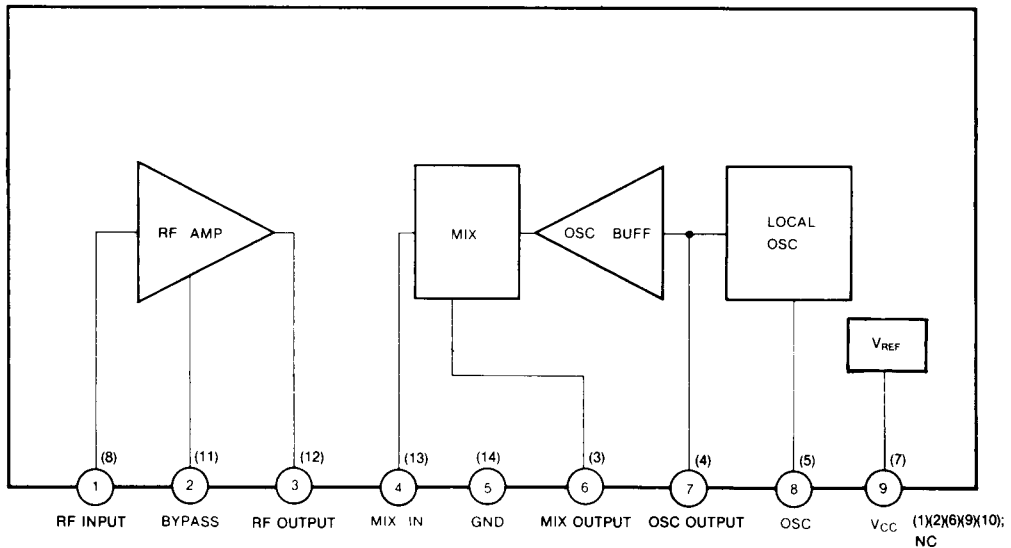 RF AMP
MIX
OSC BUFF
LOCAL
OSC
VREF
(8) (11) (12) (13) (14) (3) (4) (5) (7)
1 2 3 4 5 6 7 8 9
RF INPUT BYPASS RF OUTPUT MIX IN GND MIX OUTPUT OSC OUTPUT OSC VCC (1)(2)(6)(9)(10);
NC